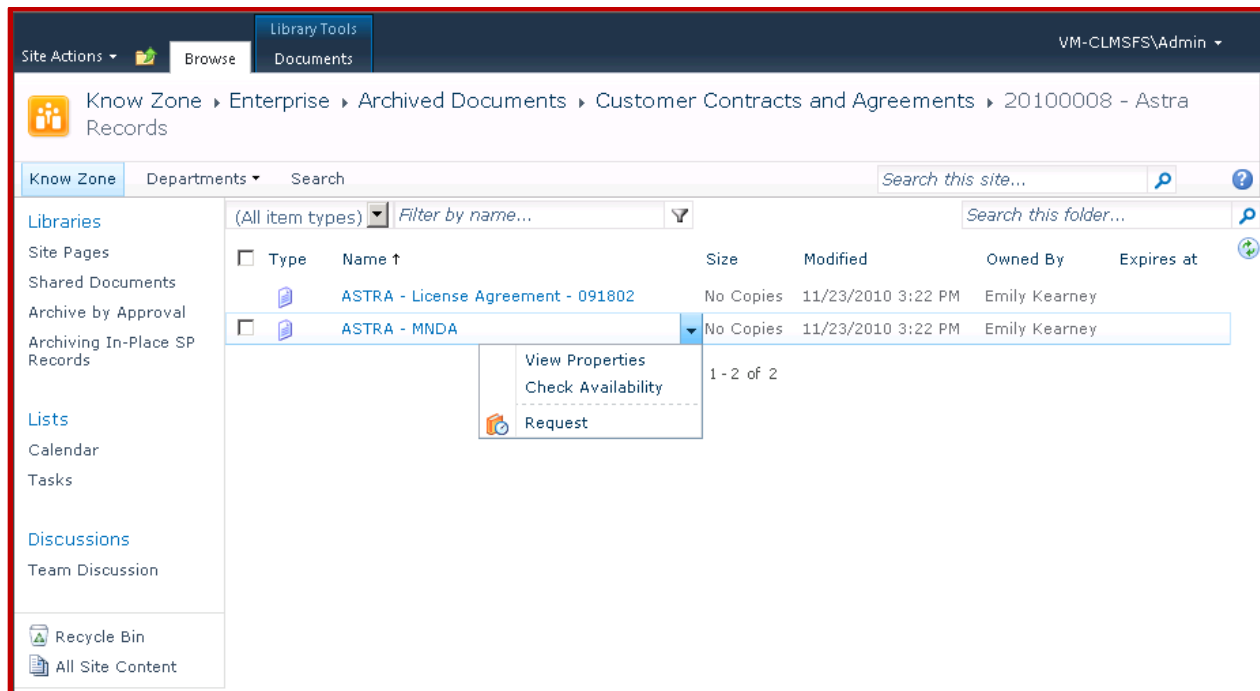 Library Tools
Site Actions Browse Documents VM-CLMSFS\Admin
Know Zone Enterprise Archived Documents Customer Contracts and Agreements 20100008 - Astra
Records
Know Zone Departments Search Search this site...
Libraries
Site Pages
Shared Documents
Archive by Approval
Archiving In-Place SP
Records
Lists
Calendar
Tasks
Discussions
Team Discussion
Recycle Bin
All Site Content
(All item types) Filter by name... Search this folder...
Type Name Size Modified Owned By Expires at
ASTRA - License Agreement - 091802 No Copies 11/23/2010 3:22 PM Emily Kearney
ASTRA - MNDA No Copies 11/23/2010 3:22 PM Emily Kearney
View Properties
Check Availability
Request
1 - 2 of 2